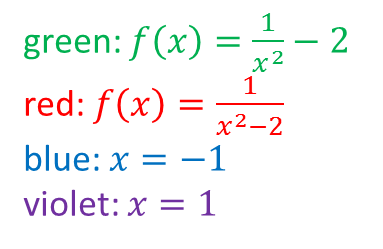 green: f(x) = 1/x² − 2
red: f(x) = 1/(x²−2)
blue: x = −1
violet: x = 1